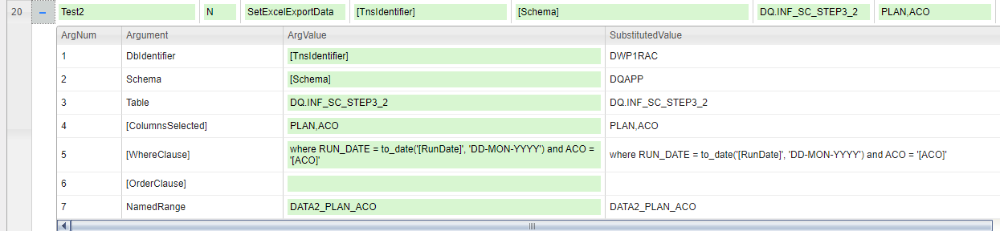 20 − Test2 N SetExcelExportData [TnsIdentifier] [Schema] DQ.INF_SC_STEP3_2 PLAN,ACO
ArgNum Argument ArgValue SubstitutedValue
1 DbIdentifier [TnsIdentifier] DWP1RAC
2 Schema [Schema] DQAPP
3 Table DQ.INF_SC_STEP3_2 DQ.INF_SC_STEP3_2
4 [ColumnsSelected] PLAN,ACO PLAN,ACO
5 [WhereClause] where RUN_DATE = to_date('[RunDate]', 'DD-MON-YYYY') and ACO = '[ACO]' where RUN_DATE = to_date('[RunDate]', 'DD-MON-YYYY') and ACO = '[ACO]'
6 [OrderClause]
7 NamedRange DATA2_PLAN_ACO DATA2_PLAN_ACO